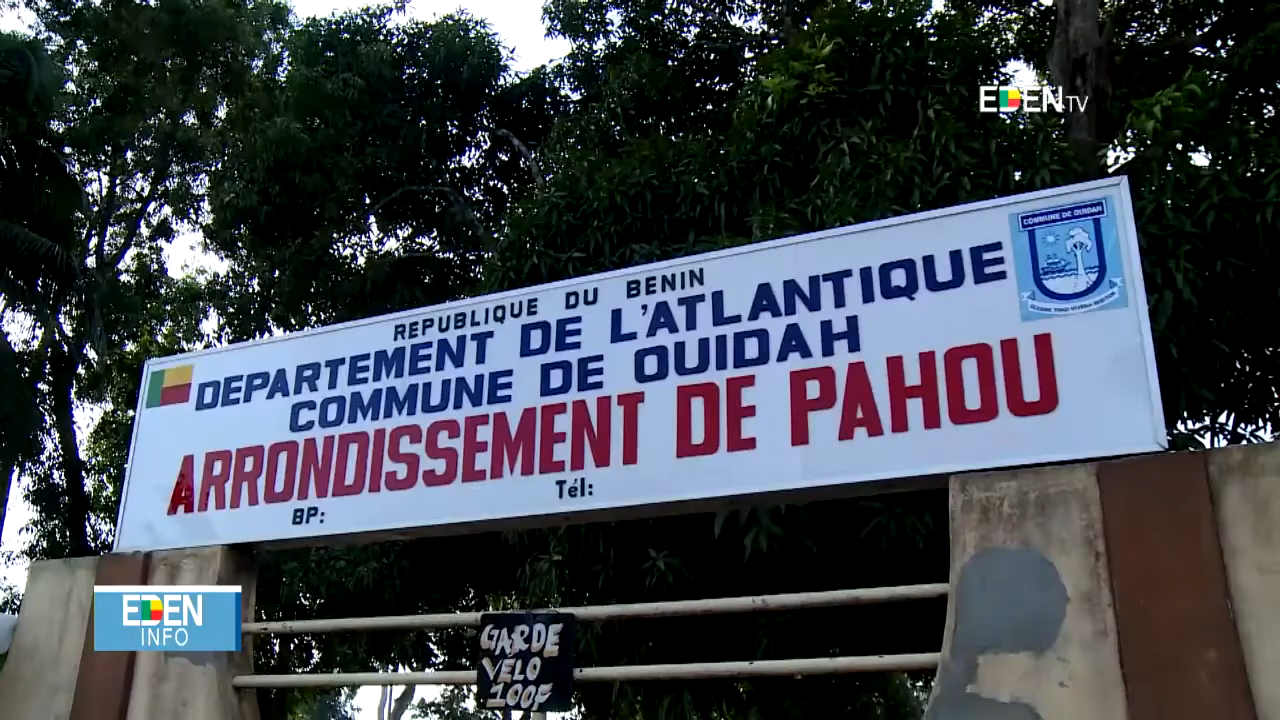 EDEN TV
COMMUNE DE OUIDAH
REPUBLIQUE DU BENIN
DEPARTEMENT DE L'ATLANTIQUE
COMMUNE DE OUIDAH
ARRONDISSEMENT DE PAHOU
Tél:
BP:
EDEN
INFO
GARDE
VELO
100F